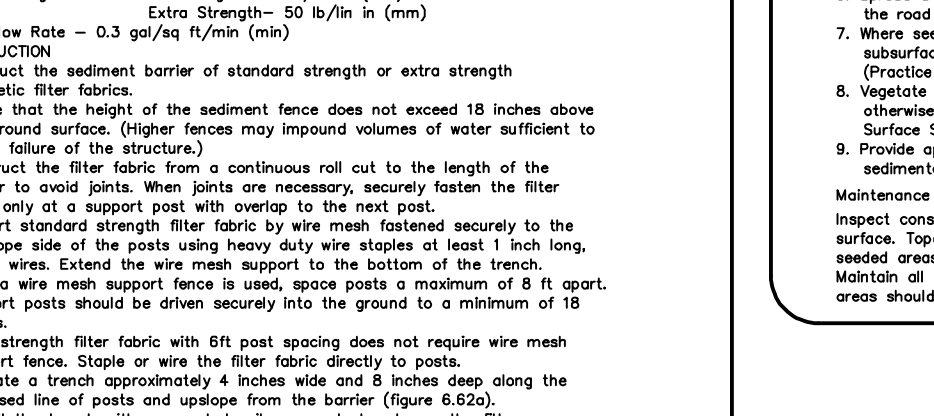 Extra Strength– 50 lb/lin in (mm)
low Rate – 0.3 gal/sq ft/min (min)
UCTION
uct the sediment barrier of standard strength or extra strength
etic filter fabrics.
e that the height of the sediment fence does not exceed 18 inches above
round surface. (Higher fences may impound volumes of water sufficient to
failure of the structure.)
ruct the filter fabric from a continuous roll cut to the length of the
r to avoid joints. When joints are necessary, securely fasten the filter
only at a support post with overlap to the next post.
rt standard strength filter fabric by wire mesh fastened securely to the
ope side of the posts using heavy duty wire staples at least 1 inch long,
wires. Extend the wire mesh support to the bottom of the trench.
a wire mesh support fence is used, space posts a maximum of 8 ft apart.
ort posts should be driven securely into the ground to a minimum of 18
s.
strength filter fabric with 6ft post spacing does not require wire mesh
rt fence. Staple or wire the filter fabric directly to posts.
ate a trench approximately 4 inches wide and 8 inches deep along the
sed line of posts and upslope from the barrier (figure 6.62a).
the road
7. Where see
subsurfac
(Practice
8. Vegetate
otherwise
Surface S
9. Provide ap
sedimente
Maintenance
Inspect cons
surface. Tope
seeded areas
Maintain all
areas should